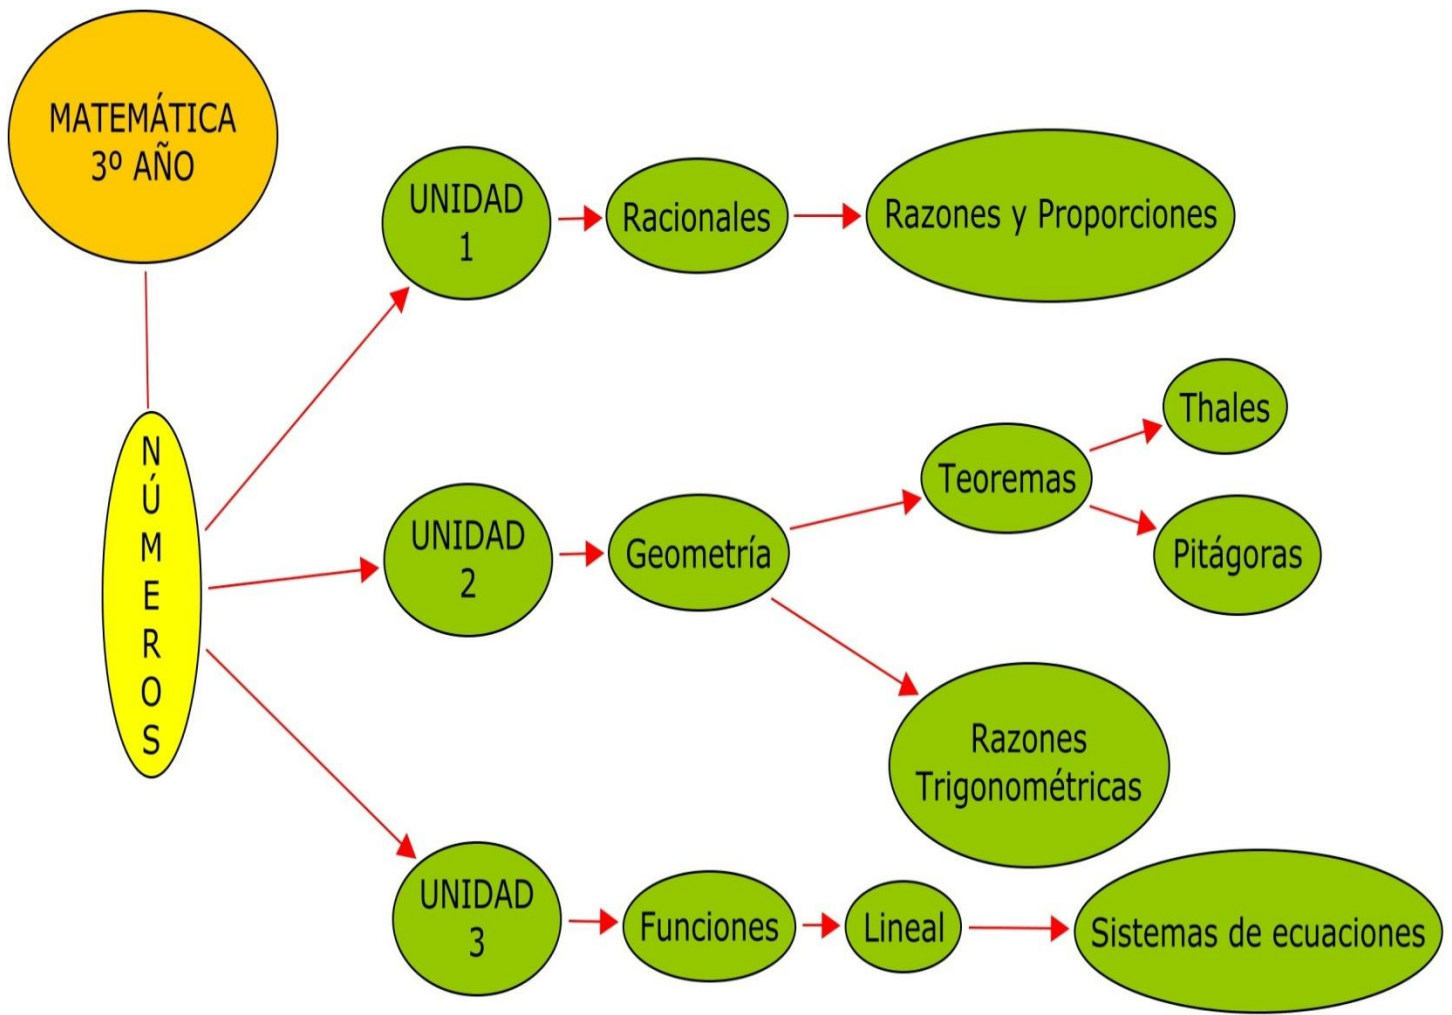 MATEMÁTICA
3º AÑO
NÚMEROS
UNIDAD
1
Racionales
Razones y Proporciones
UNIDAD
2
Geometría
Teoremas
Thales
Pitágoras
Razones
Trigonométricas
UNIDAD
3
Funciones
Lineal
Sistemas de ecuaciones